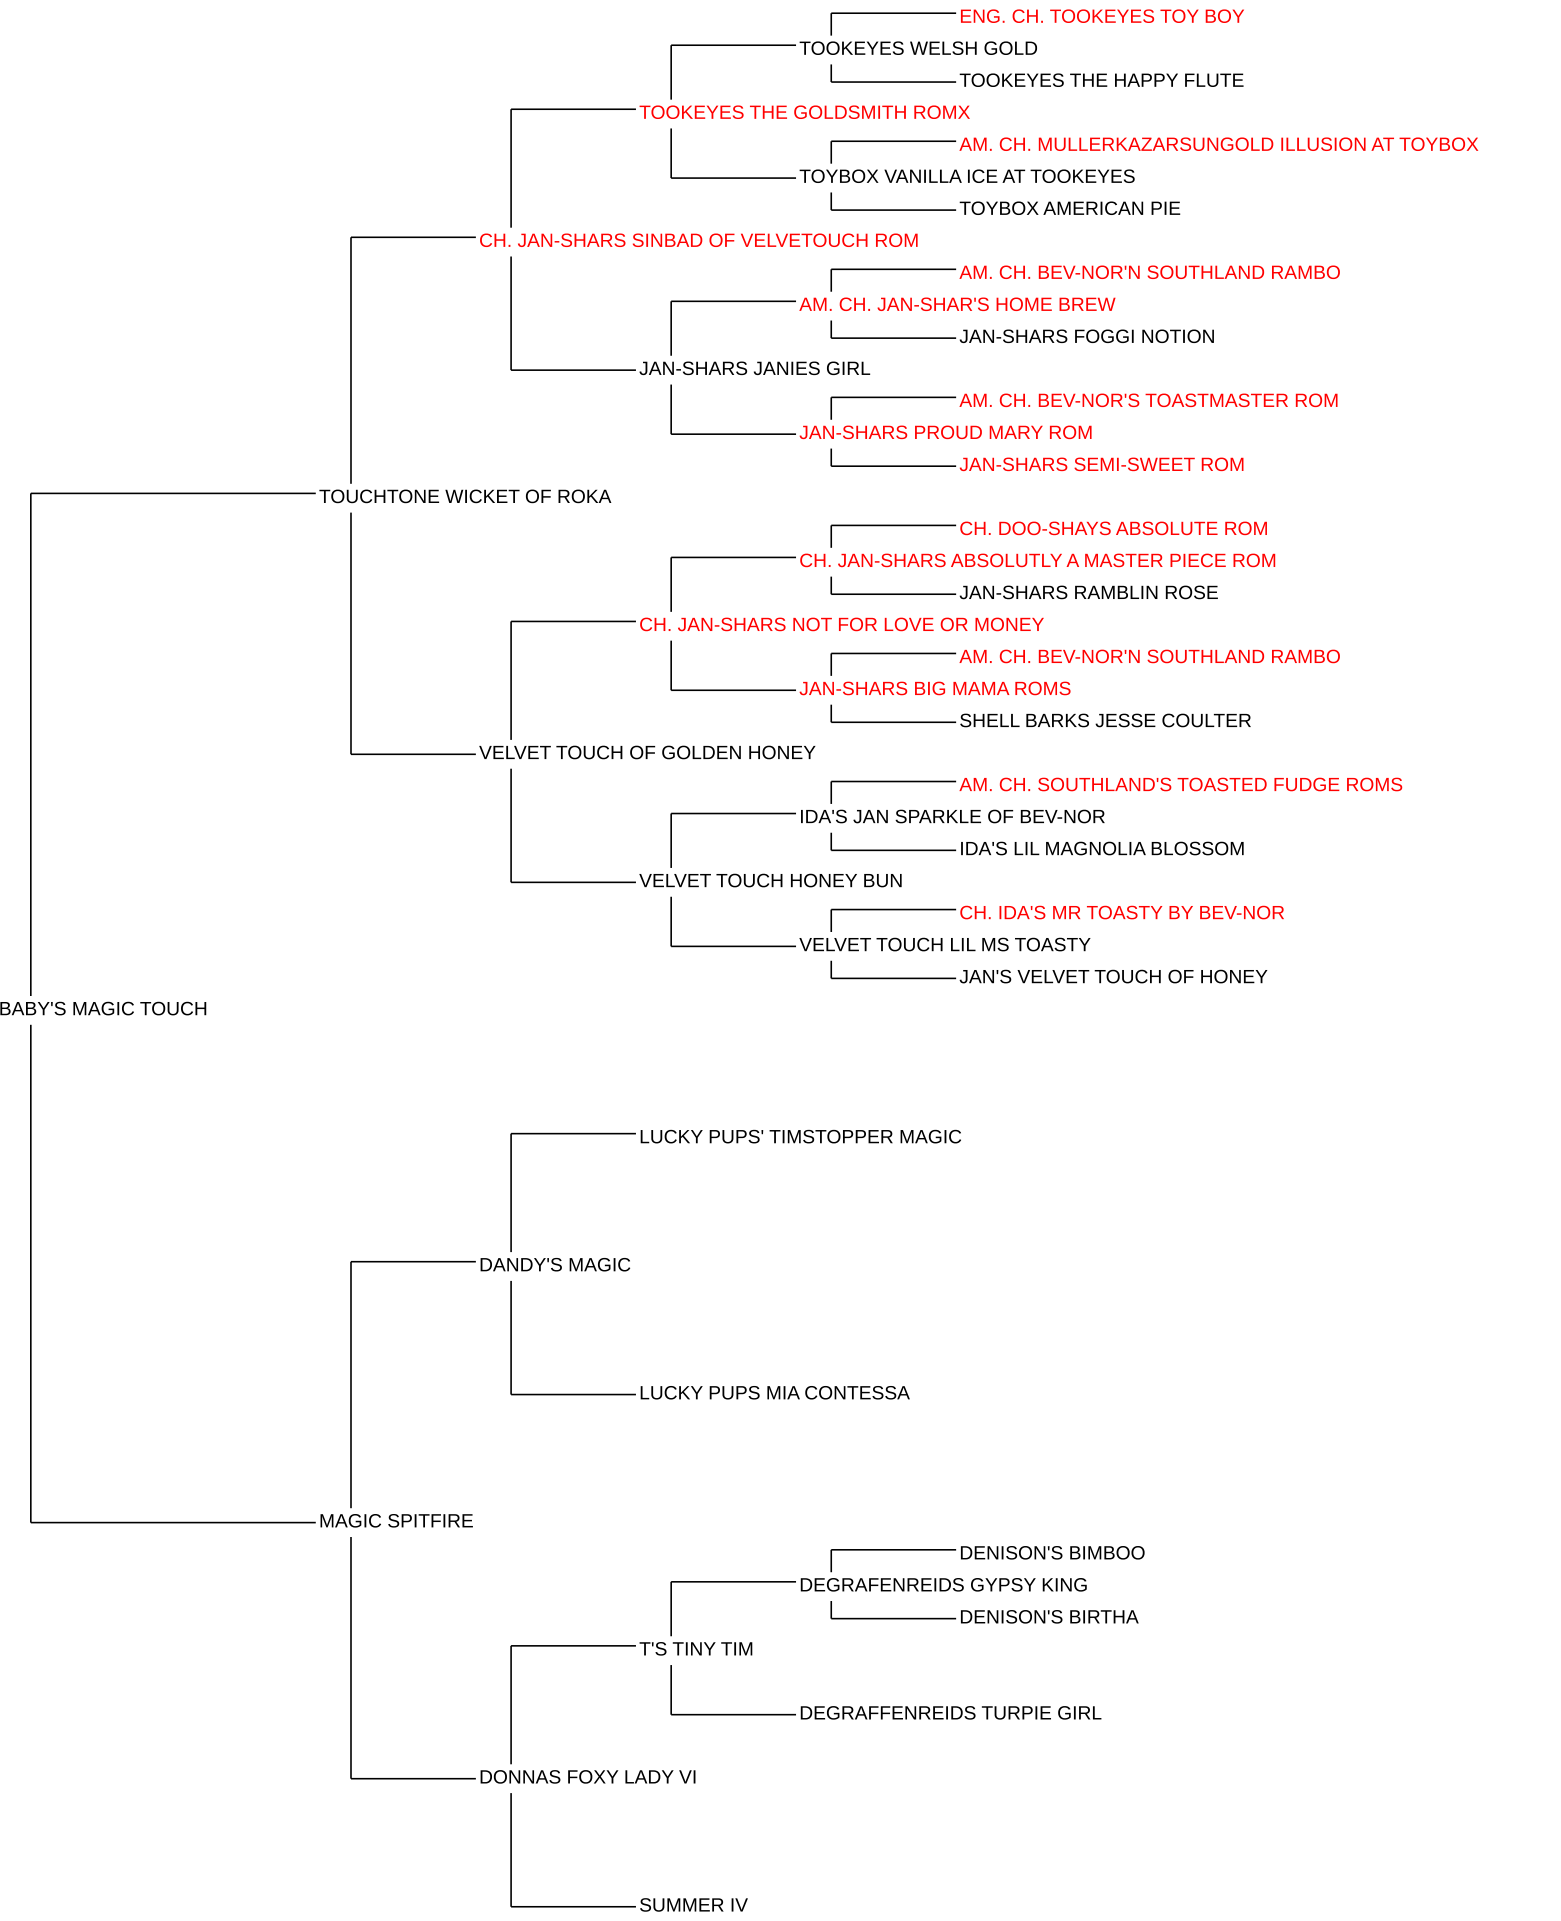 ENG. CH. TOOKEYES TOY BOY
TOOKEYES WELSH GOLD
TOOKEYES THE HAPPY FLUTE
TOOKEYES THE GOLDSMITH ROMX
AM. CH. MULLERKAZARSUNGOLD ILLUSION AT TOYBOX
TOYBOX VANILLA ICE AT TOOKEYES
TOYBOX AMERICAN PIE
CH. JAN-SHARS SINBAD OF VELVETOUCH ROM
AM. CH. BEV-NOR'N SOUTHLAND RAMBO
AM. CH. JAN-SHAR'S HOME BREW
JAN-SHARS FOGGI NOTION
JAN-SHARS JANIES GIRL
AM. CH. BEV-NOR'S TOASTMASTER ROM
JAN-SHARS PROUD MARY ROM
JAN-SHARS SEMI-SWEET ROM
TOUCHTONE WICKET OF ROKA
CH. DOO-SHAYS ABSOLUTE ROM
CH. JAN-SHARS ABSOLUTLY A MASTER PIECE ROM
JAN-SHARS RAMBLIN ROSE
CH. JAN-SHARS NOT FOR LOVE OR MONEY
AM. CH. BEV-NOR'N SOUTHLAND RAMBO
JAN-SHARS BIG MAMA ROMS
SHELL BARKS JESSE COULTER
VELVET TOUCH OF GOLDEN HONEY
AM. CH. SOUTHLAND'S TOASTED FUDGE ROMS
IDA'S JAN SPARKLE OF BEV-NOR
IDA'S LIL MAGNOLIA BLOSSOM
VELVET TOUCH HONEY BUN
CH. IDA'S MR TOASTY BY BEV-NOR
VELVET TOUCH LIL MS TOASTY
JAN'S VELVET TOUCH OF HONEY
BABY'S MAGIC TOUCH
LUCKY PUPS' TIMSTOPPER MAGIC
DANDY'S MAGIC
LUCKY PUPS MIA CONTESSA
MAGIC SPITFIRE
DENISON'S BIMBOO
DEGRAFENREIDS GYPSY KING
DENISON'S BIRTHA
T'S TINY TIM
DEGRAFFENREIDS TURPIE GIRL
DONNAS FOXY LADY VI
SUMMER IV